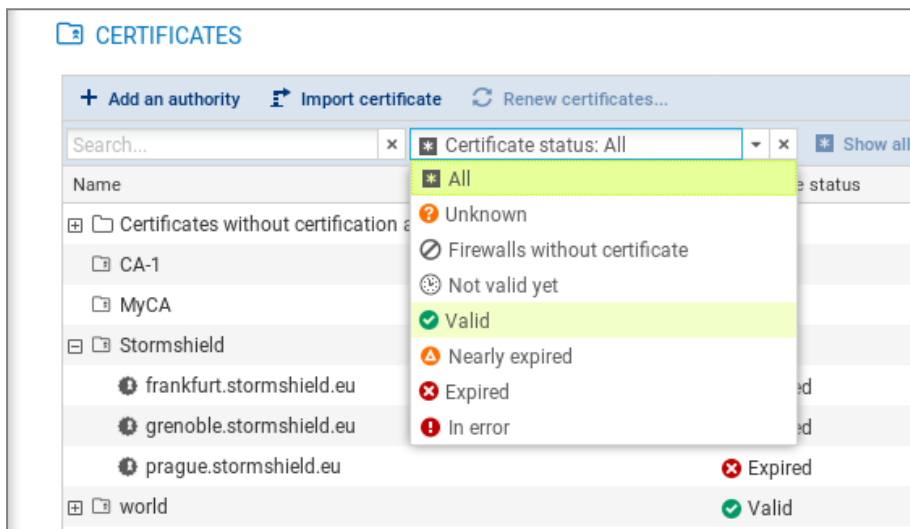 CERTIFICATES
Add an authority Import certificate Renew certificates...
Search... Certificate status: All Show all
Name status
All
Unknown
Firewalls without certificate
Not valid yet
Valid
Nearly expired
Expired
In error
Certificates without certification
CA-1
MyCA
Stormshield
frankfurt.stormshield.eu
grenoble.stormshield.eu
prague.stormshield.eu Expired
world Valid